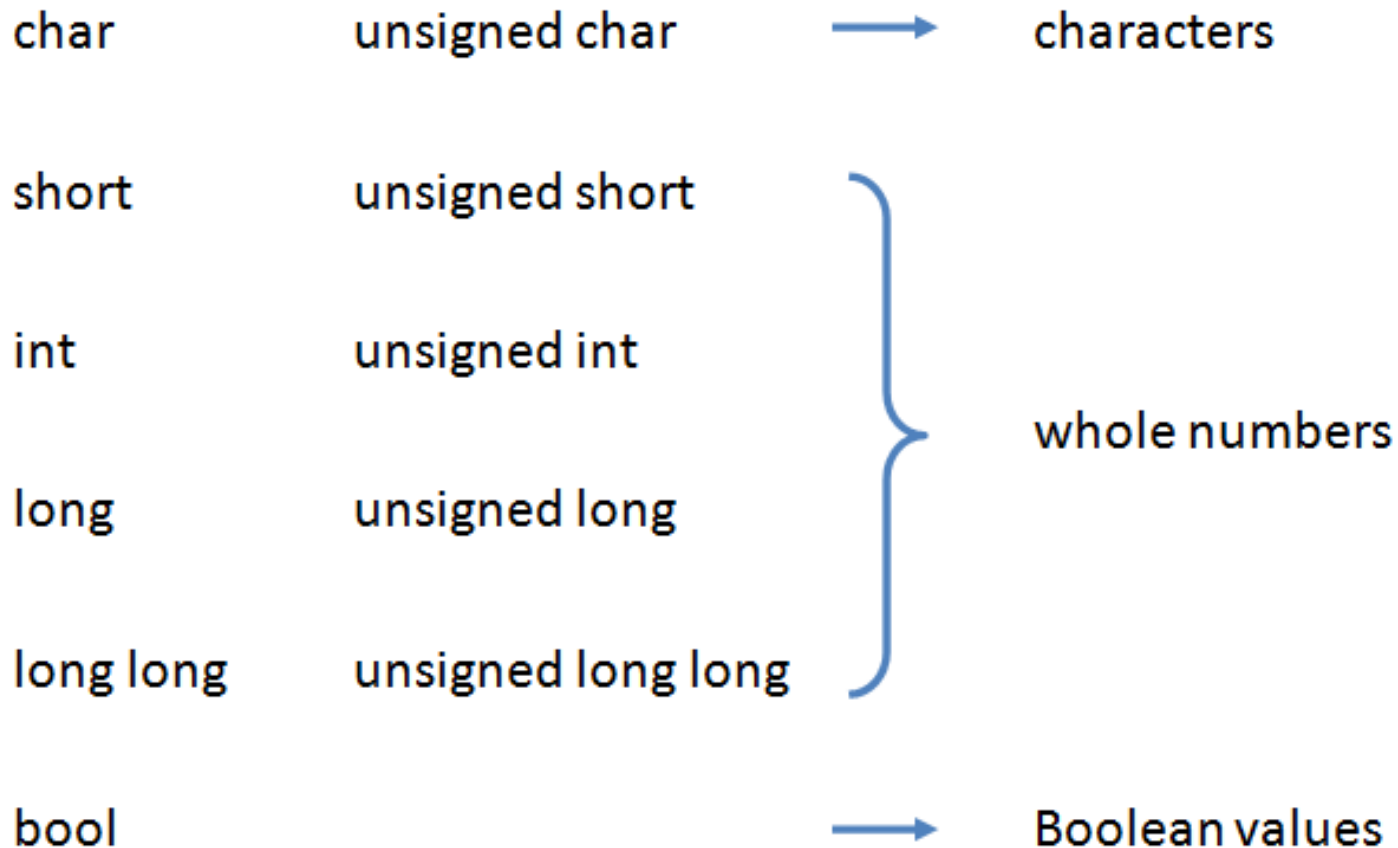 char unsigned char characters
short unsigned short
int unsigned int
whole numbers
long unsigned long
long long unsigned long long
bool Boolean values